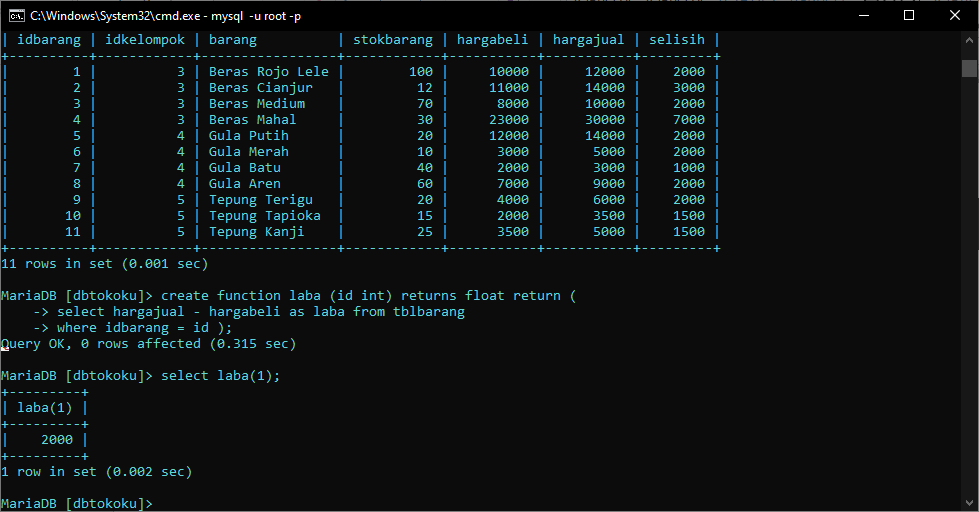 C:\Windows\System32\cmd.exe - mysql  -u root -p
| idbarang | idkelompok | barang          | stokbarang | hargabeli | hargajual | selisih |
+----------+------------+-----------------+------------+-----------+-----------+---------+
|        1 |          3 | Beras Rojo Lele |        100 |     10000 |     12000 |    2000 |
|        2 |          3 | Beras Cianjur   |         12 |     11000 |     14000 |    3000 |
|        3 |          3 | Beras Medium    |         70 |      8000 |     10000 |    2000 |
|        4 |          3 | Beras Mahal     |         30 |     23000 |     30000 |    7000 |
|        5 |          4 | Gula Putih      |         20 |     12000 |     14000 |    2000 |
|        6 |          4 | Gula Merah      |         10 |      3000 |      5000 |    2000 |
|        7 |          4 | Gula Batu       |         40 |      2000 |      3000 |    1000 |
|        8 |          4 | Gula Aren       |         60 |      7000 |      9000 |    2000 |
|        9 |          5 | Tepung Terigu   |         20 |      4000 |      6000 |    2000 |
|       10 |          5 | Tepung Tapioka  |         15 |      2000 |      3500 |    1500 |
|       11 |          5 | Tepung Kanji    |         25 |      3500 |      5000 |    1500 |
+----------+------------+-----------------+------------+-----------+-----------+---------+
11 rows in set (0.001 sec)
MariaDB [dbtokoku]> create function laba (id int) returns float return (
    -> select hargajual - hargabeli as laba from tblbarang
    -> where idbarang = id );
Query OK, 0 rows affected (0.315 sec)
MariaDB [dbtokoku]> select laba(1);
+---------+
| laba(1) |
+---------+
|    2000 |
+---------+
1 row in set (0.002 sec)
MariaDB [dbtokoku]>